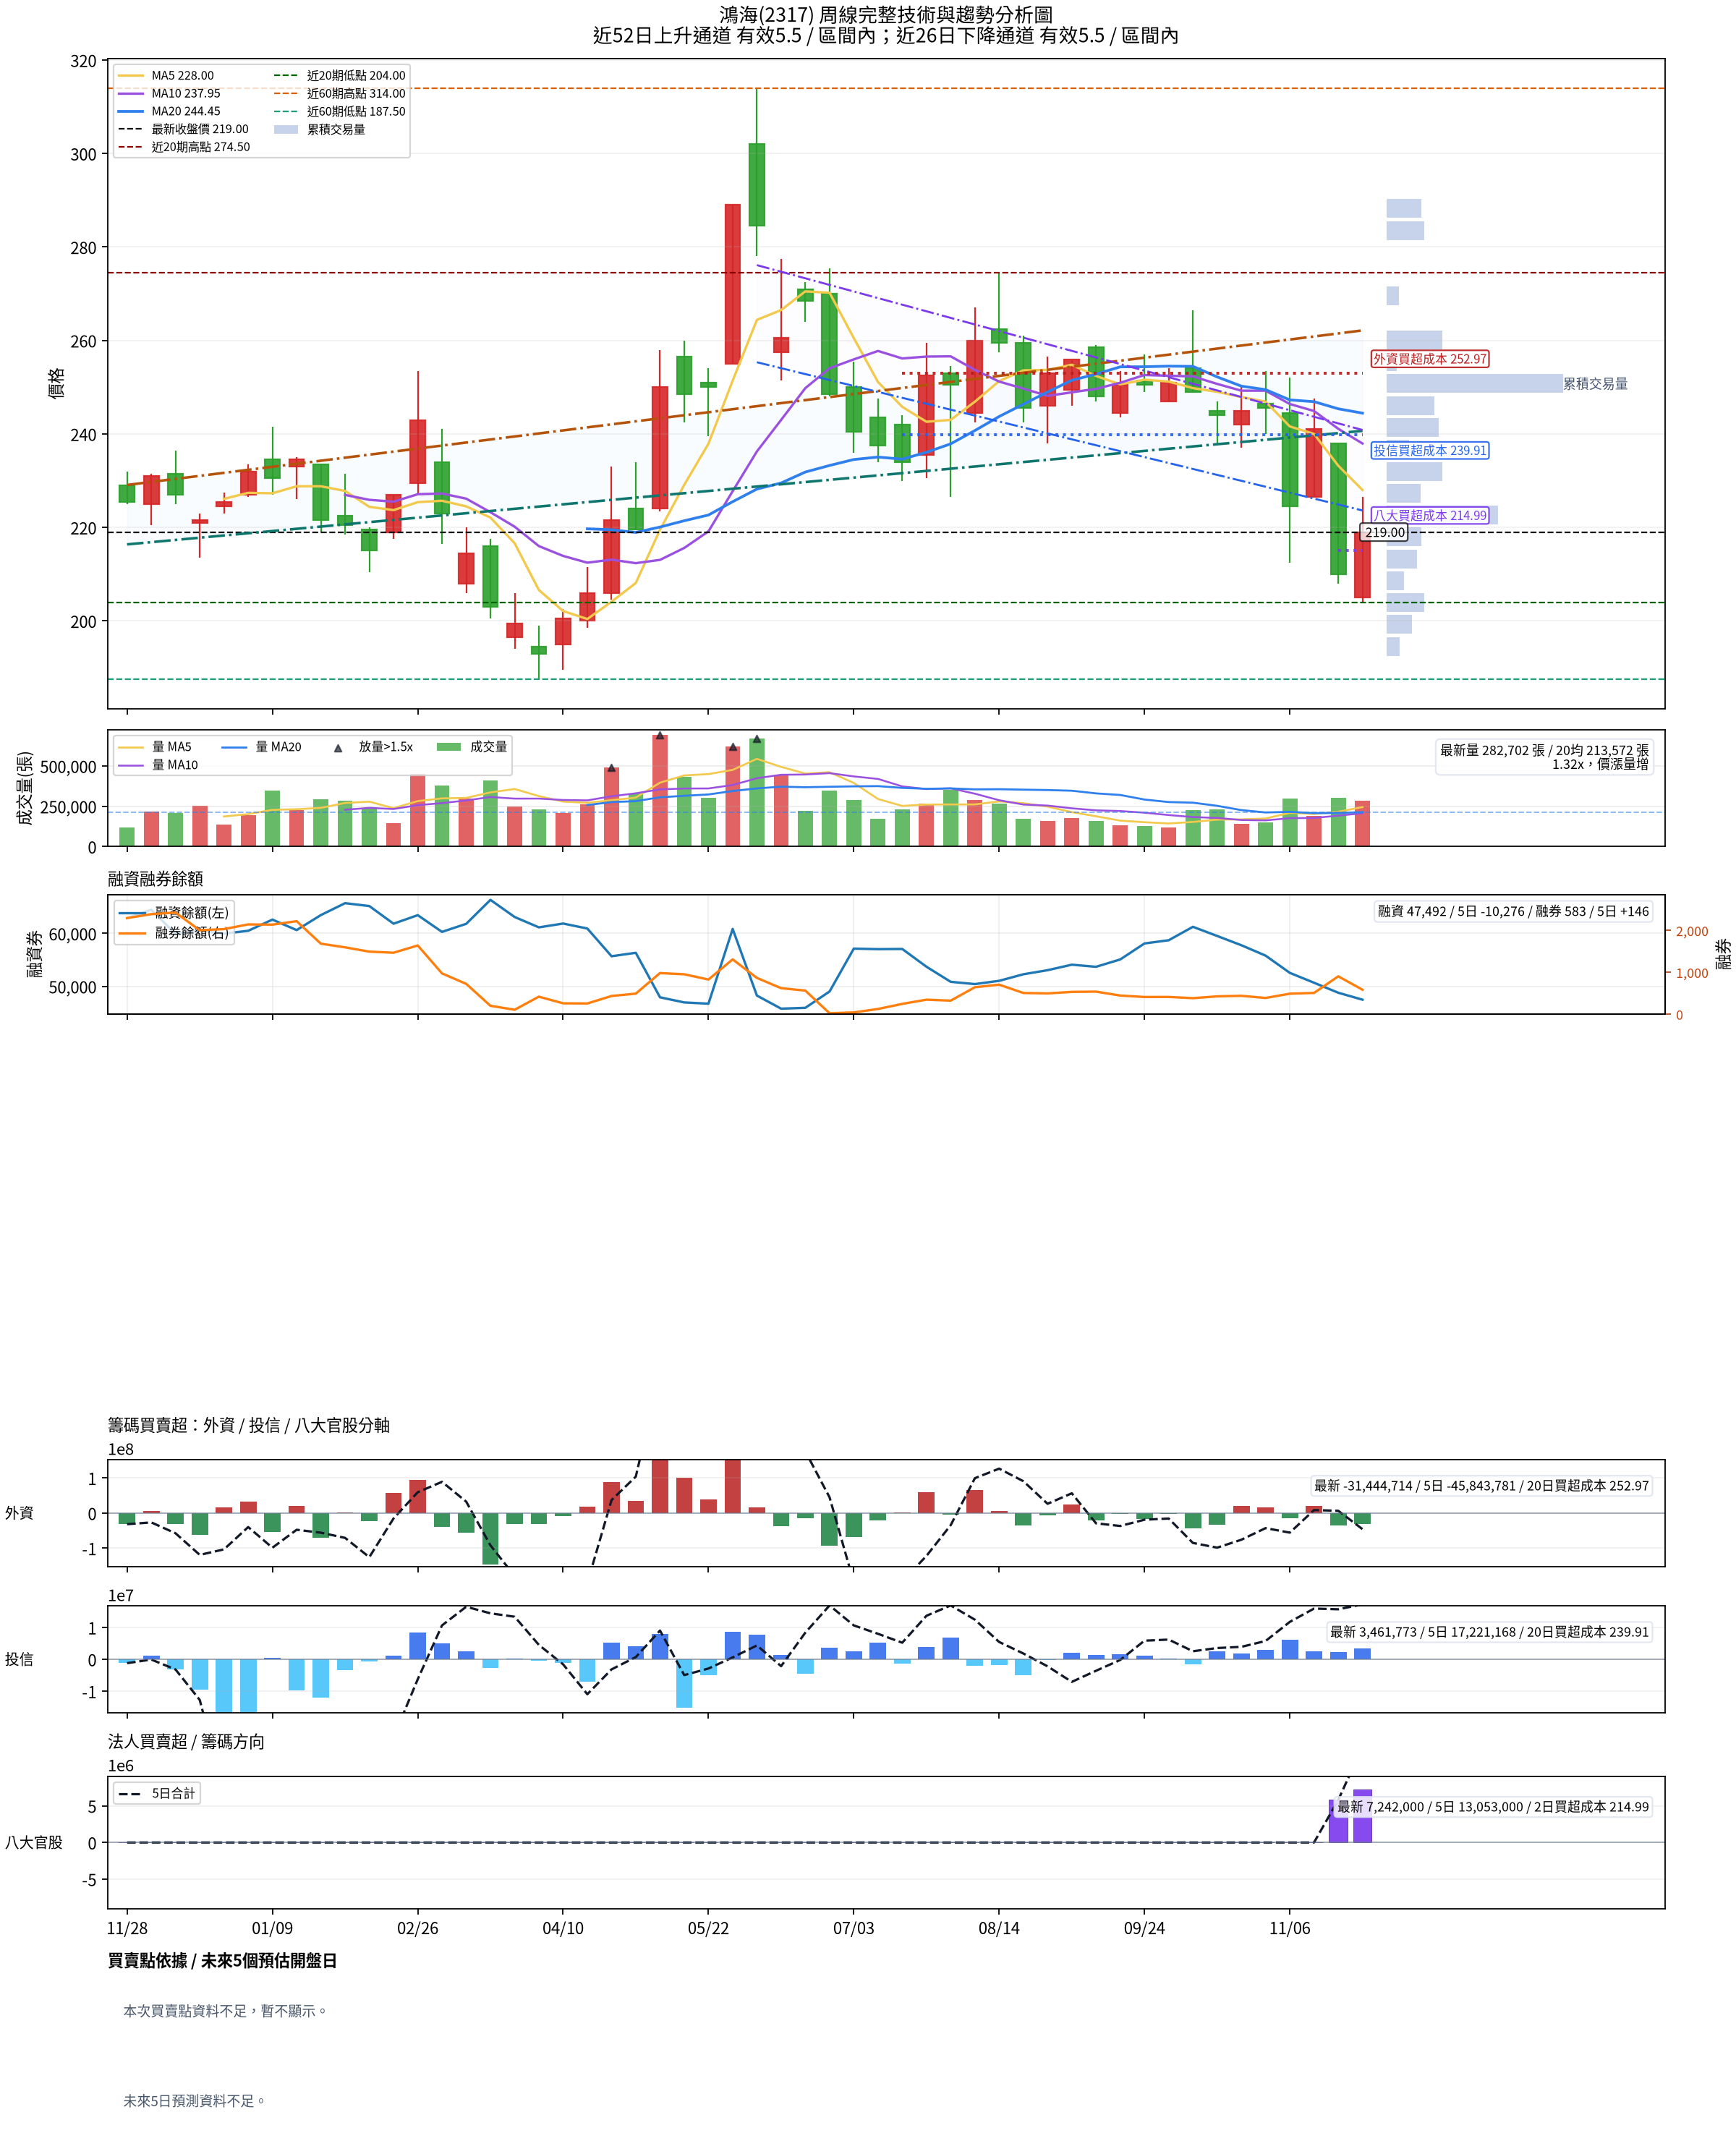 鴻海(2317) 周線完整技術與趨勢分析圖
近52日上升通道 有效5.5 / 區間內；近26日下降通道 有效5.5 / 區間內
320
300
280
260
240
220
200
價格
MA5 228.00
MA10 237.95
MA20 244.45
最新收盤價 219.00
近20期高點 274.50
近20期低點 204.00
近60期高點 314.00
近60期低點 187.50
累積交易量
外資買超成本 252.97
累積交易量
投信買超成本 239.91
八大買超成本 214.99
219.00
成交量(張)
500,000
250,000
0
量 MA5
量 MA10
量 MA20
放量>1.5x
成交量
最新量 282,702 張 / 20均 213,572 張
1.32x，價漲量增
融資融券餘額
融資券
60,000
50,000
融資餘額(左)
融券餘額(右)
融資 47,492 / 5日 -10,276 / 融券 583 / 5日 +146
2,000
1,000
0
融券
籌碼買賣超：外資 / 投信 / 八大官股分軸
1e8
外資
1
0
-1
最新 -31,444,714 / 5日 -45,843,781 / 20日買超成本 252.97
1e7
投信
1
0
-1
最新 3,461,773 / 5日 17,221,168 / 20日買超成本 239.91
法人買賣超 / 籌碼方向
1e6
八大官股
5
0
-5
5日合計
最新 7,242,000 / 5日 13,053,000 / 2日買超成本 214.99
11/28
01/09
02/26
04/10
05/22
07/03
08/14
09/24
11/06
買賣點依據 / 未來5個預估開盤日
本次買賣點資料不足，暫不顯示。
未來5日預測資料不足。